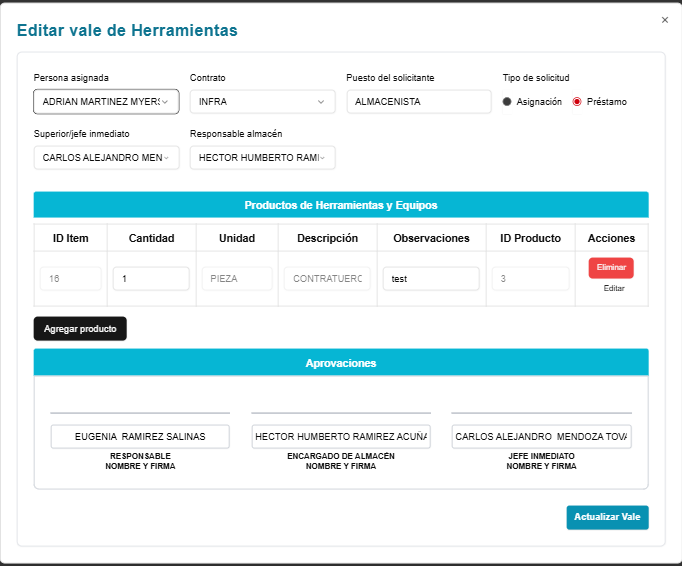 Editar vale de Herramientas
×
Persona asignada Contrato Puesto del solicitante Tipo de solicitud
ADRIAN MARTINEZ MYERS INFRA ALMACENISTA Asignación Préstamo
Superior/jefe inmediato Responsable almacén
CARLOS ALEJANDRO MEN HECTOR HUMBERTO RAMI
Productos de Herramientas y Equipos
ID Item Cantidad Unidad Descripción Observaciones ID Producto Acciones
16 1 PIEZA CONTRATUERC test 3 Eliminar
Editar
Agregar producto
Aprovaciones
EUGENIA RAMIREZ SALINAS HECTOR HUMBERTO RAMIREZ ACUÑA CARLOS ALEJANDRO MENDOZA TOVA
RESPONSABLE ENCARGADO DE ALMACÉN JEFE INMEDIATO
NOMBRE Y FIRMA NOMBRE Y FIRMA NOMBRE Y FIRMA
Actualizar Vale